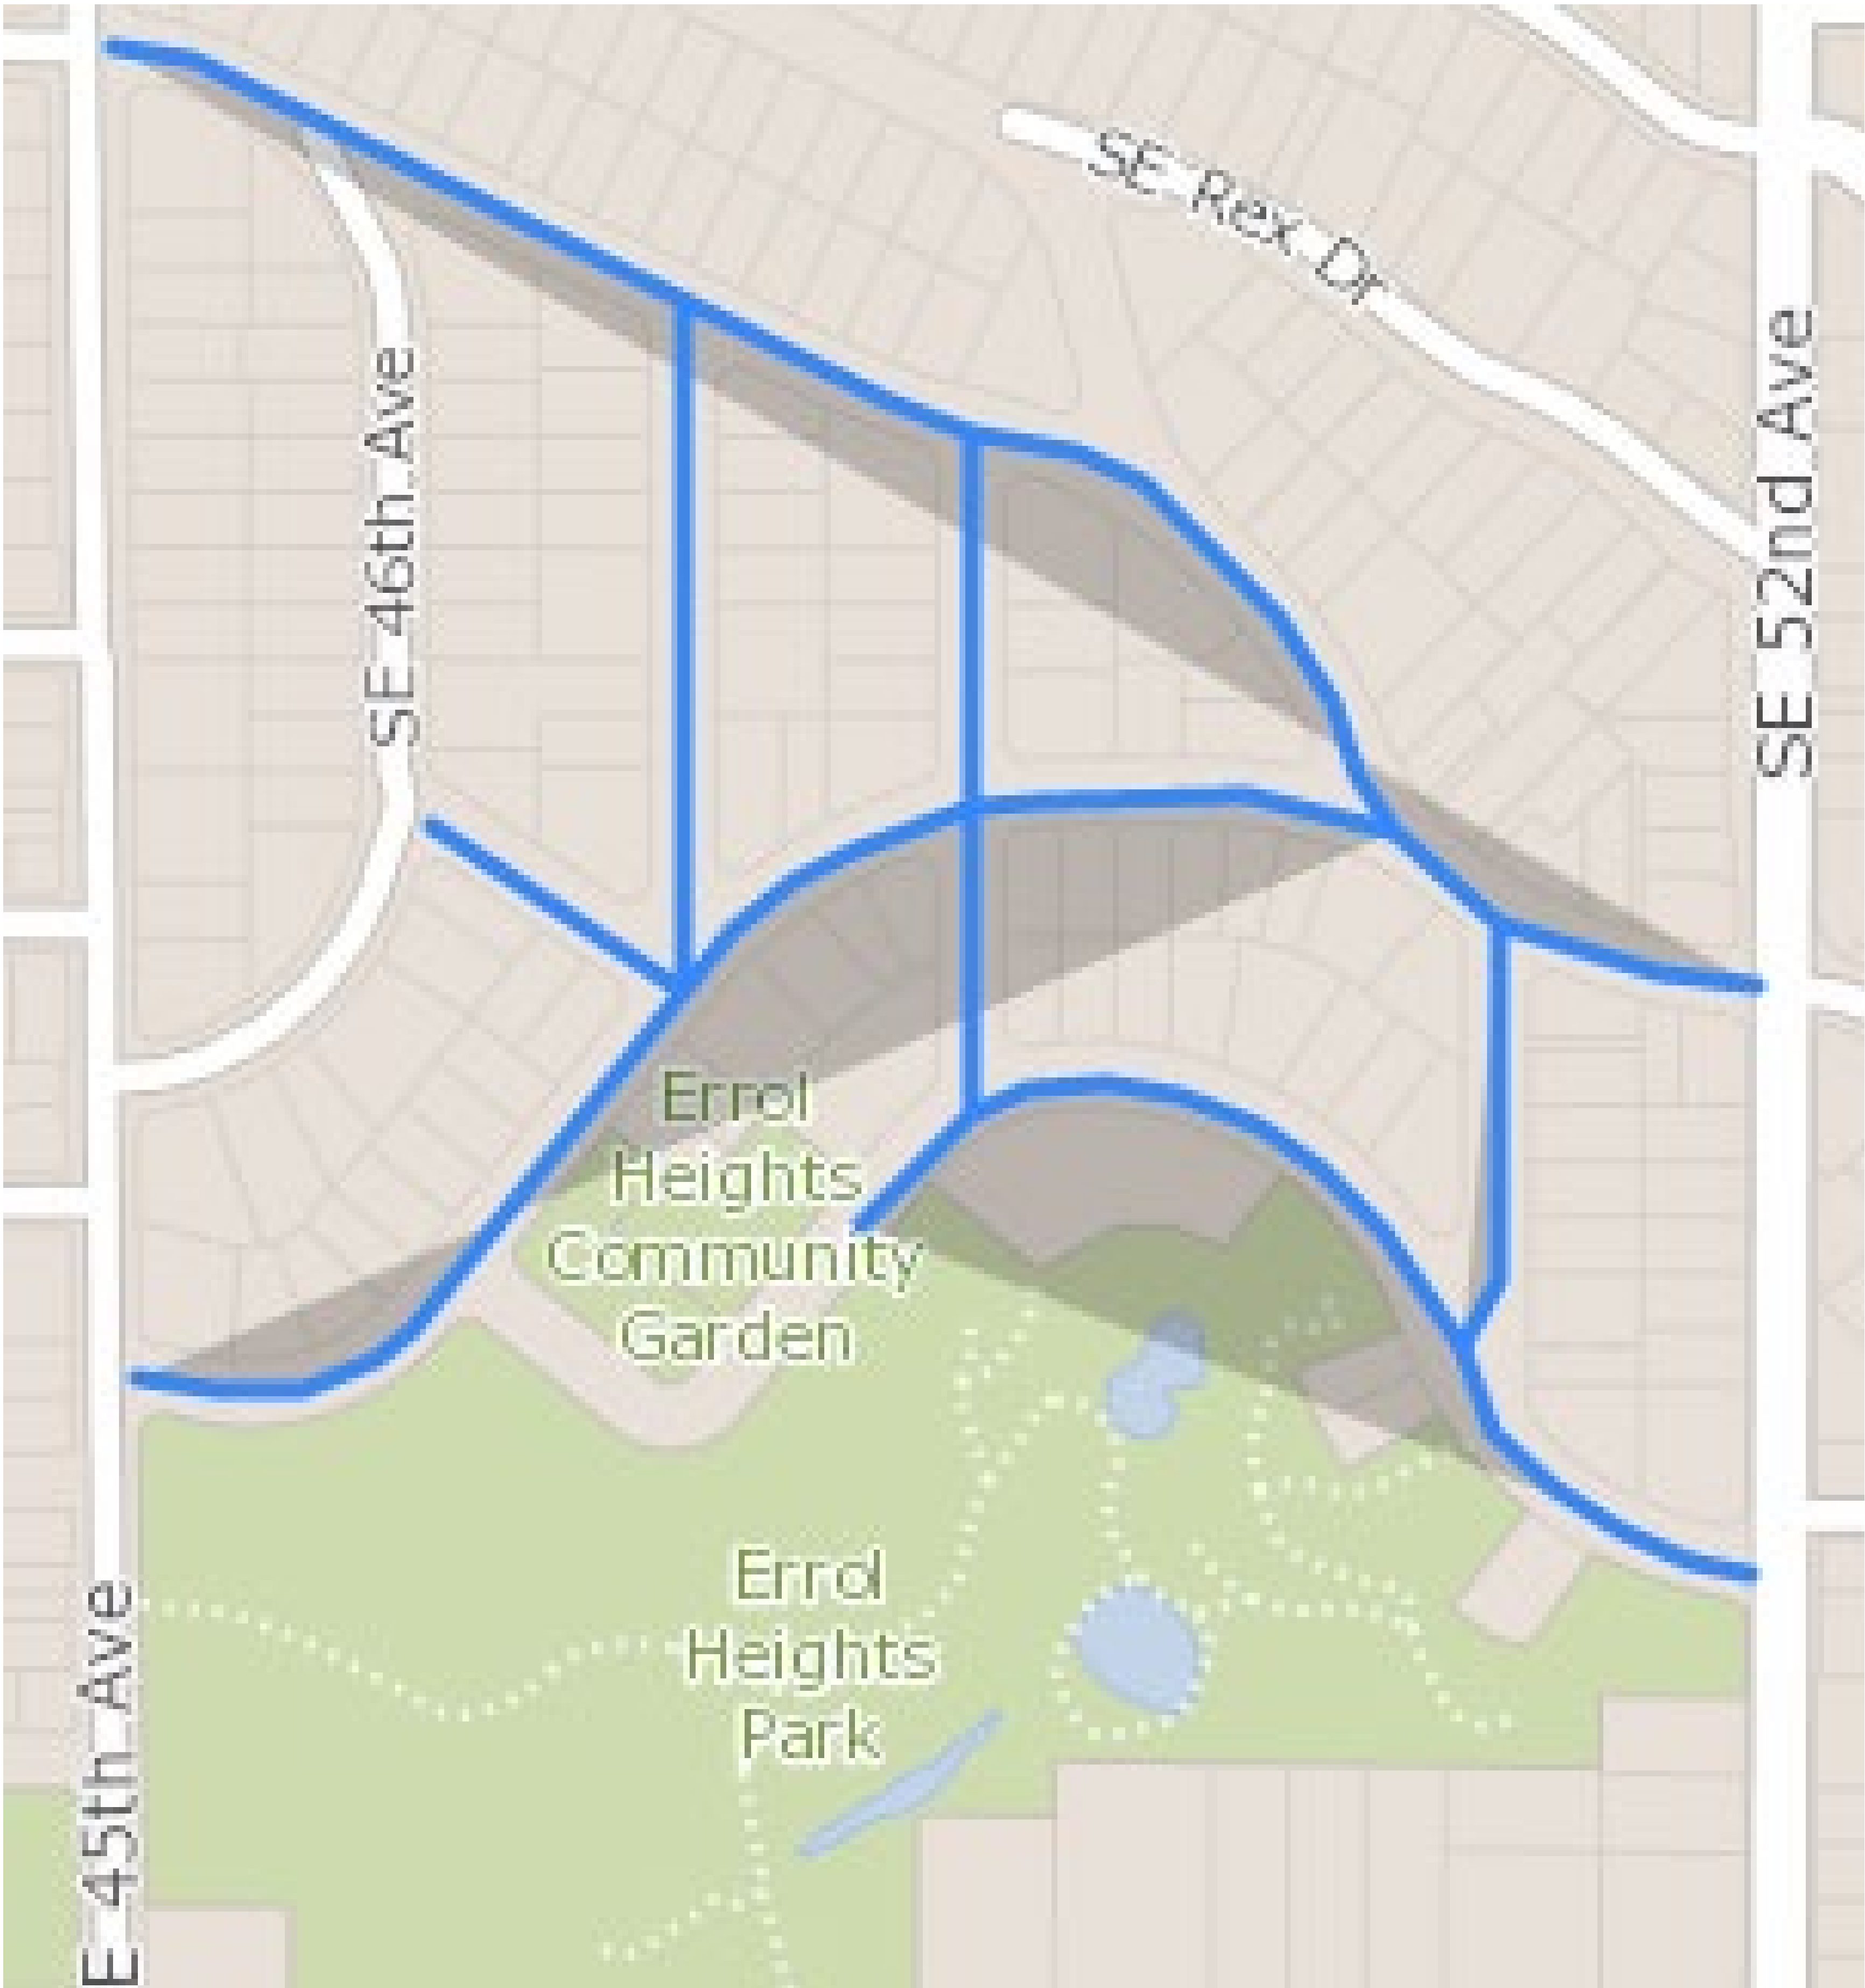 SE Rex Dr
SE 46th Ave
SE 52nd Ave
Errol
Heights
Community
Garden
Errol
Heights
Park
E 45th Ave